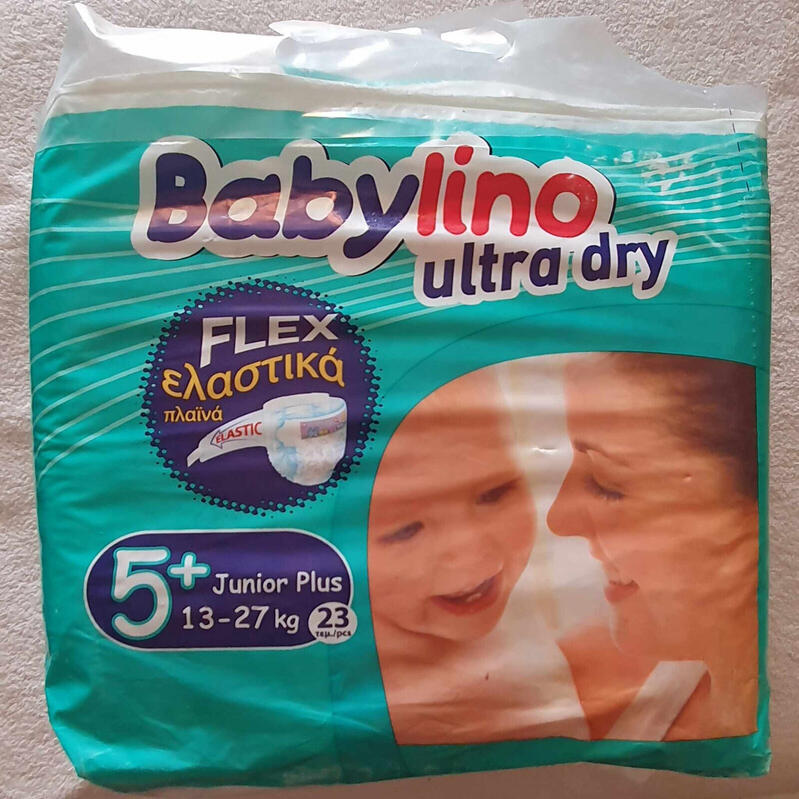 Babylino
ultra dry
FLEX
ελαστικά
πλαϊνά
ELASTIC
5+ Junior Plus
13-27 kg 23
τεμ./pcs